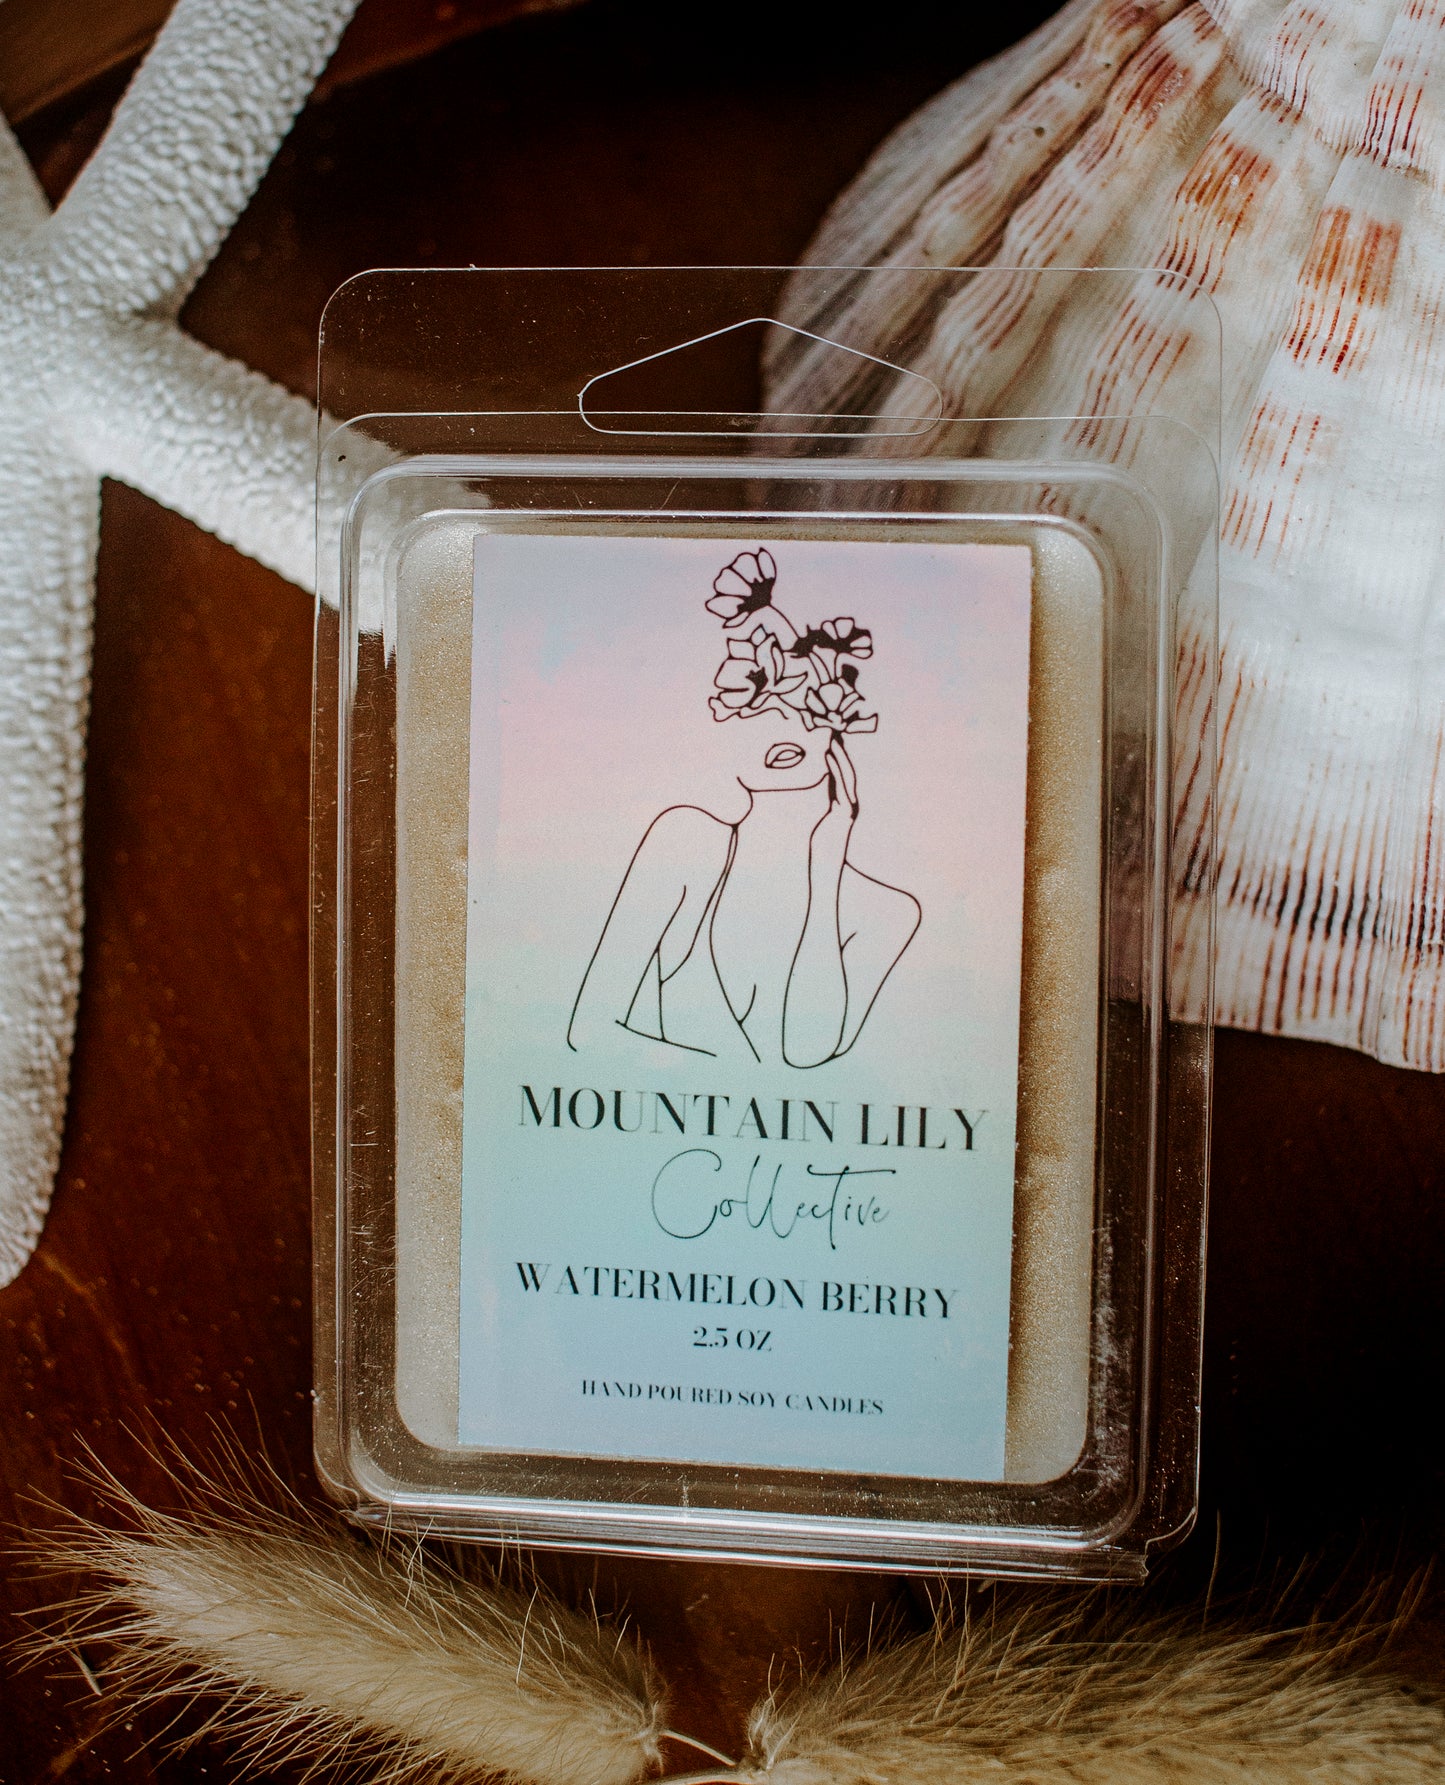 MOUNTAIN LILY
Collective
WATERMELON BERRY
2.5 OZ
HAND POURED SOY CANDLES